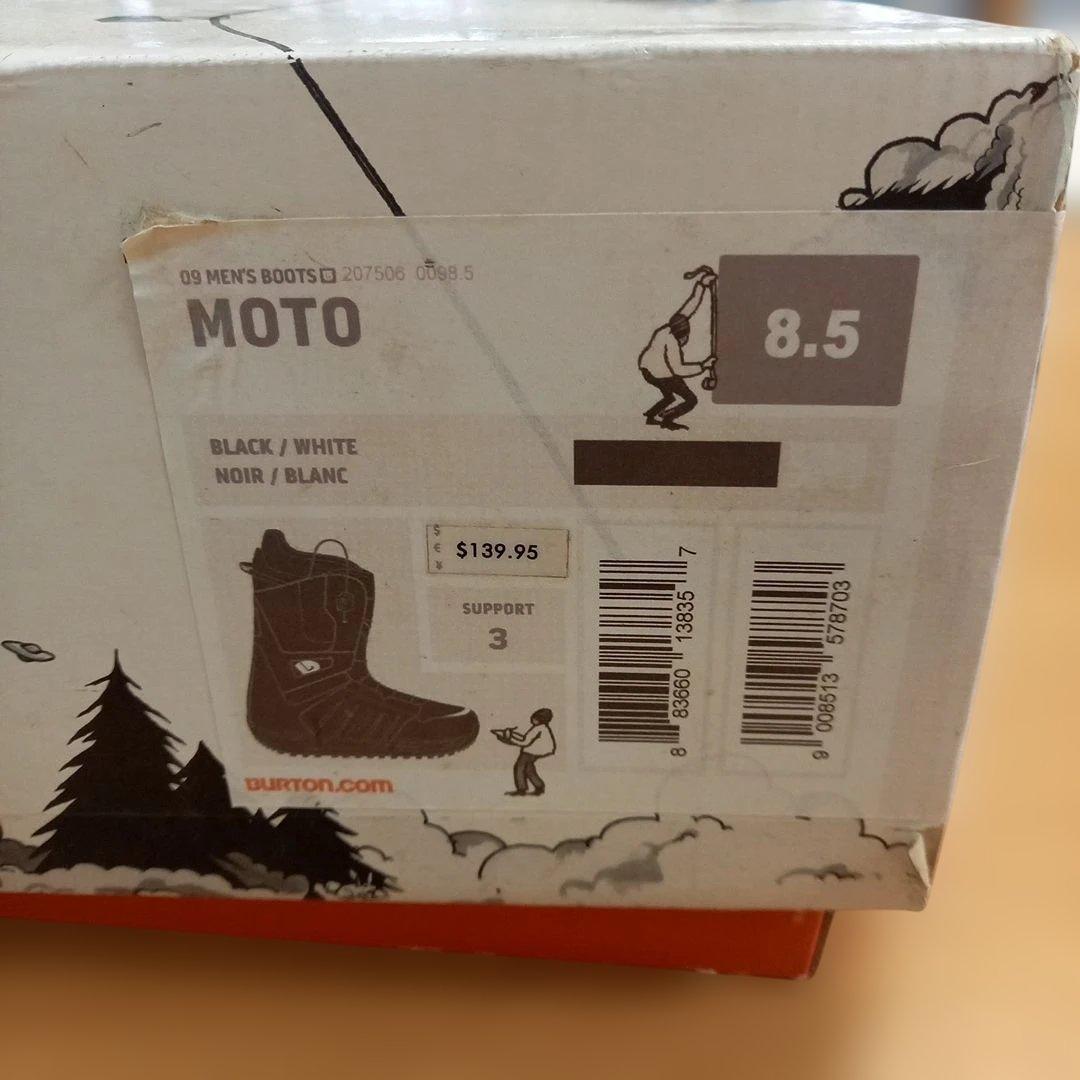 09 MEN'S BOOTS 207506 0098.5
MOTO
8.5
BLACK / WHITE
NOIR / BLANC
$
€
¥
$139.95
SUPPORT
3
BURTON.COM
8 83660 13835 7
9 008513 578703